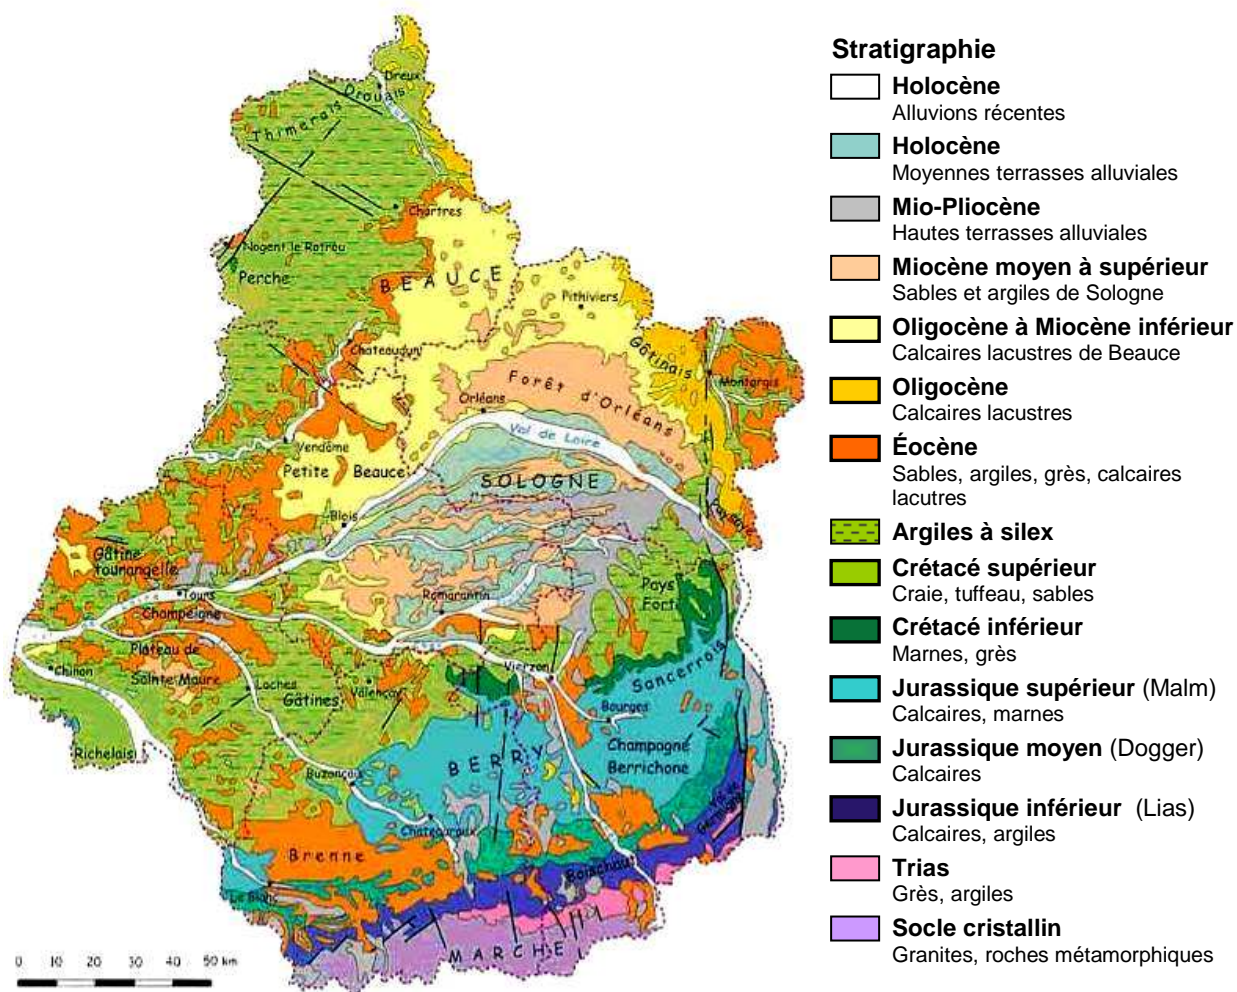 Stratigraphie
Holocène
Alluvions récentes
Holocène
Moyennes terrasses alluviales
Mio-Pliocène
Hautes terrasses alluviales
Miocène moyen à supérieur
Sables et argiles de Sologne
Oligocène à Miocène inférieur
Calcaires lacustres de Beauce
Oligocène
Calcaires lacustres
Éocène
Sables, argiles, grès, calcaires
lacutres
Argiles à silex
Crétacé supérieur
Craie, tuffeau, sables
Crétacé inférieur
Marnes, grès
Jurassique supérieur (Malm)
Calcaires, marnes
Jurassique moyen (Dogger)
Calcaires
Jurassique inférieur (Lias)
Calcaires, argiles
Trias
Grès, argiles
Socle cristallin
Granites, roches métamorphiques
Dreux
Drouais
Thimerais
Chartres
Nogent le Rotrou
Perche
BEAUCE
Pithiviers
Chateaudun
Gâtinais
Montargis
Forêt d'Orléans
Orléans
Val de Loire
Vendôme
Petite Beauce
SOLOGNE
Blois
Gâtine
tourangelle
Tours
Champeigne
Romorantin
Pays
Fort
Plateau de
Sainte Maure
Chinon
Loches
Gâtines
Valençay
Vierzon
Sancerrois
Bourges
Richelais
Champagne
Berrichone
BERRY
Buzançais
Chateauroux
Brenne
Le Blanc
Boischaut
MARCHE
0 10 20 30 40 50 km